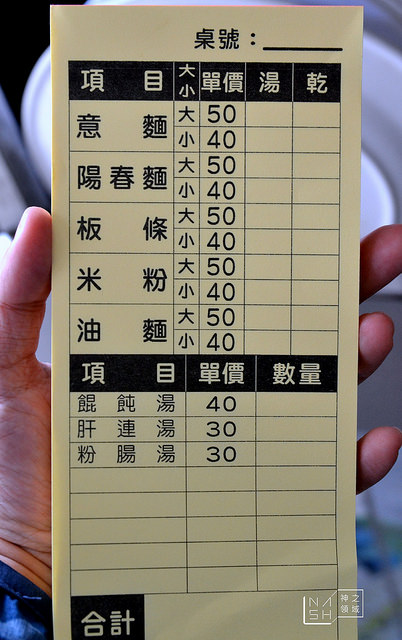 桌號：
項目 大小 單價 湯 乾
意麵 大 50
小 40
陽春麵 大 50
小 40
板條 大 50
小 40
米粉 大 50
小 40
油麵 大 50
小 40
項目 單價 數量
餛飩湯 40
肝連湯 30
粉腸湯 30
合計
NASH 神之領域